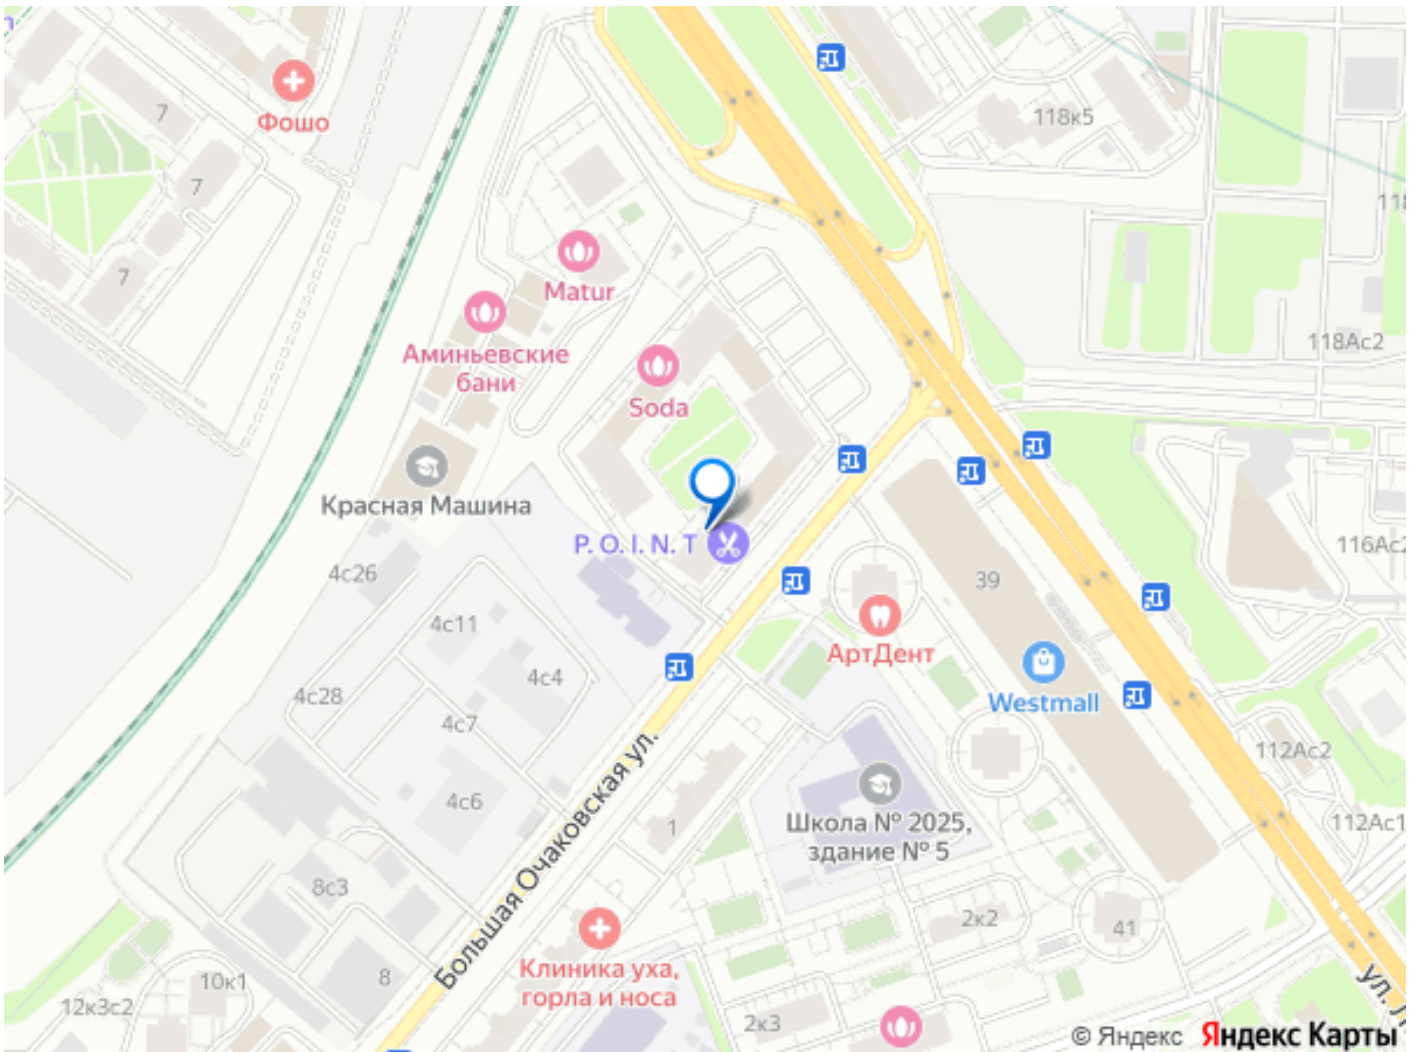 Фошо
7
7
7
118к5
118Ас2
Matur
Аминьевские
бани
Soda
Красная Машина
P. O. I. N. T
4с26
4с11
4с4
4с28
4с7
4с6
39
116Ас2
АртДент
Westmall
112Ас2
112Ас1
Школа № 2025,
здание № 5
1
Большая Очаковская ул.
8с3
8
10к1
12к3с2
Клиника уха,
горла и носа
2к2
41
2к3
ул.
© Яндекс Яндекс Карты